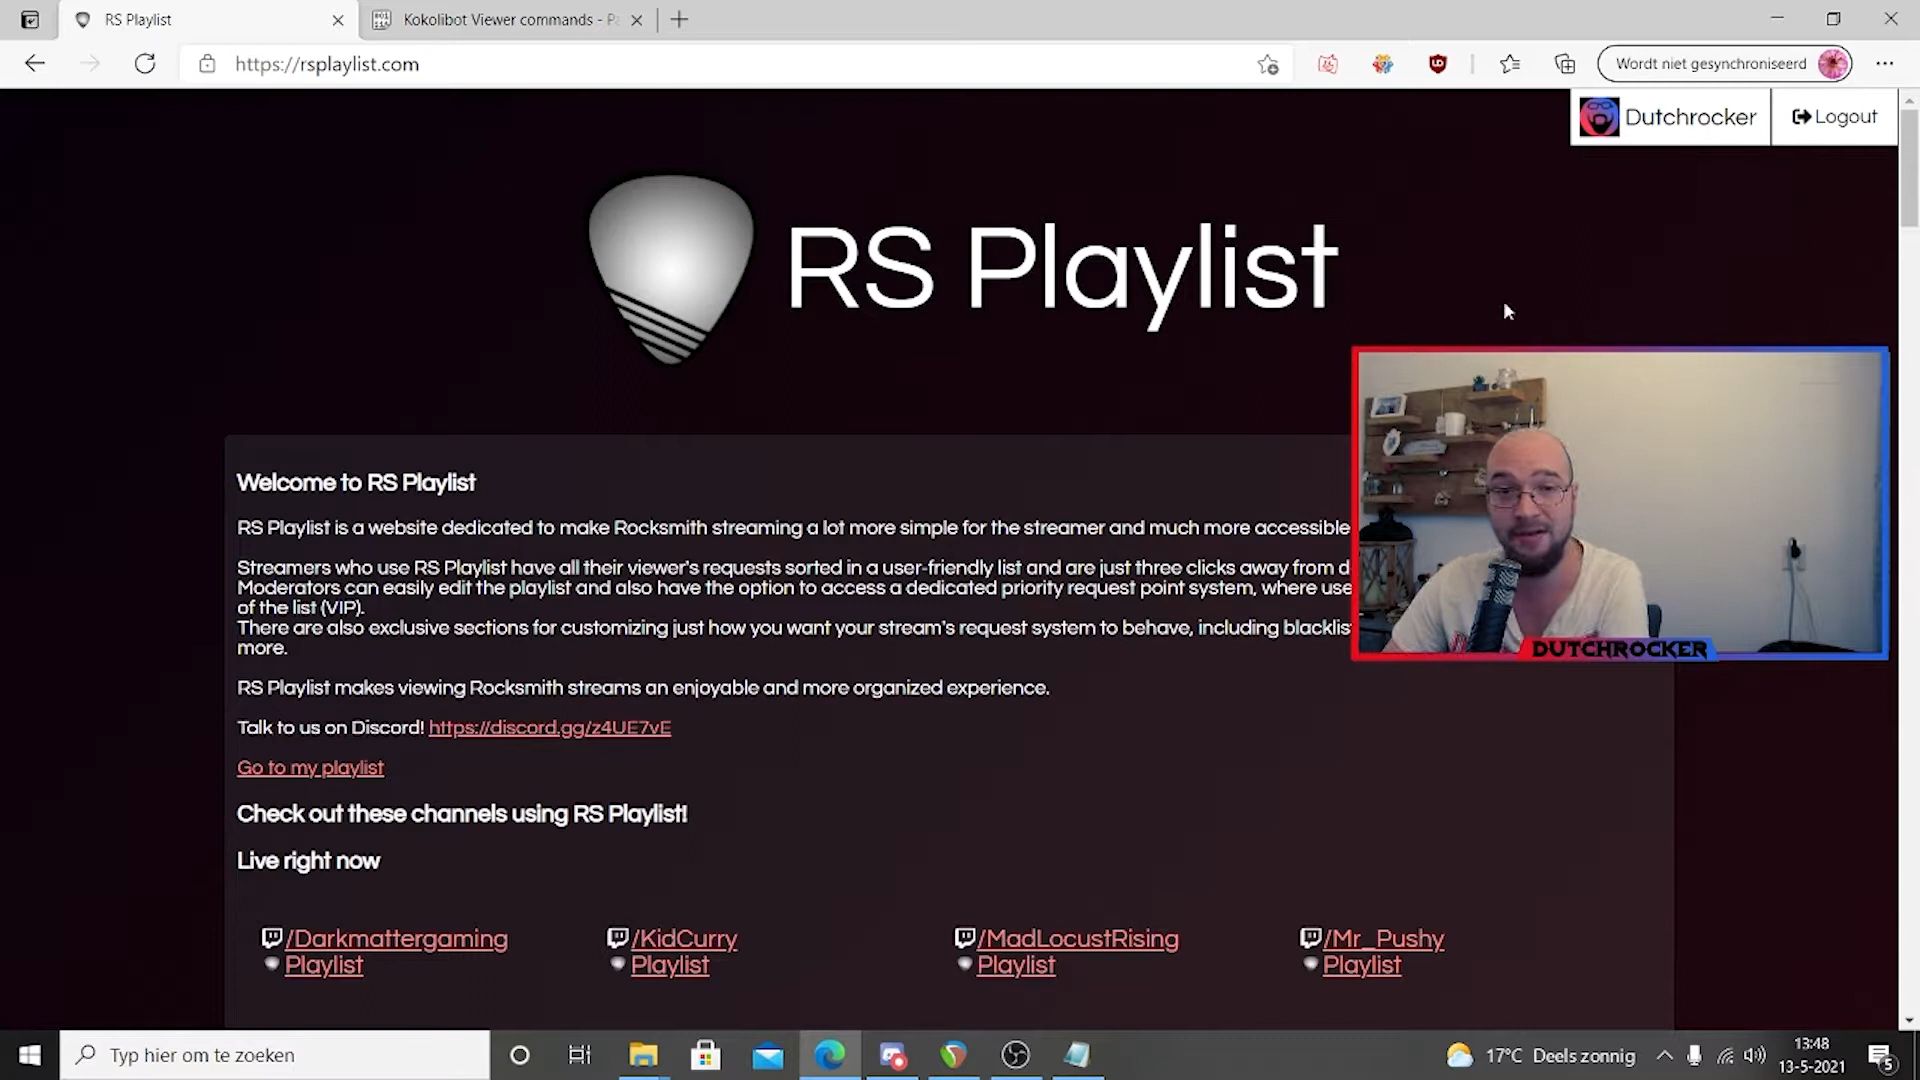 RS Playlist
Kokolibot Viewer commands - Pa
https://rsplaylist.com
Wordt niet gesynchroniseerd
Dutchrocker
Logout
RS Playlist
Welcome to RS Playlist
RS Playlist is a website dedicated to make Rocksmith streaming a lot more simple for the streamer and much more accessible
Streamers who use RS Playlist have all their viewer's requests sorted in a user-friendly list and are just three clicks away from d
Moderators can easily edit the playlist and also have the option to access a dedicated priority request point system, where use
of the list (VIP).
There are also exclusive sections for customizing just how you want your stream's request system to behave, including blacklis
more.
DUTCHROCKER
RS Playlist makes viewing Rocksmith streams an enjoyable and more organized experience.
Talk to us on Discord! https://discord.gg/z4UE7vE
Go to my playlist
Check out these channels using RS Playlist!
Live right now
/Darkmattergaming
Playlist
/KidCurry
Playlist
/MadLocustRising
Playlist
/Mr_Pushy
Playlist
Typ hier om te zoeken
17°C Deels zonnig
13:48
13-5-2021
5